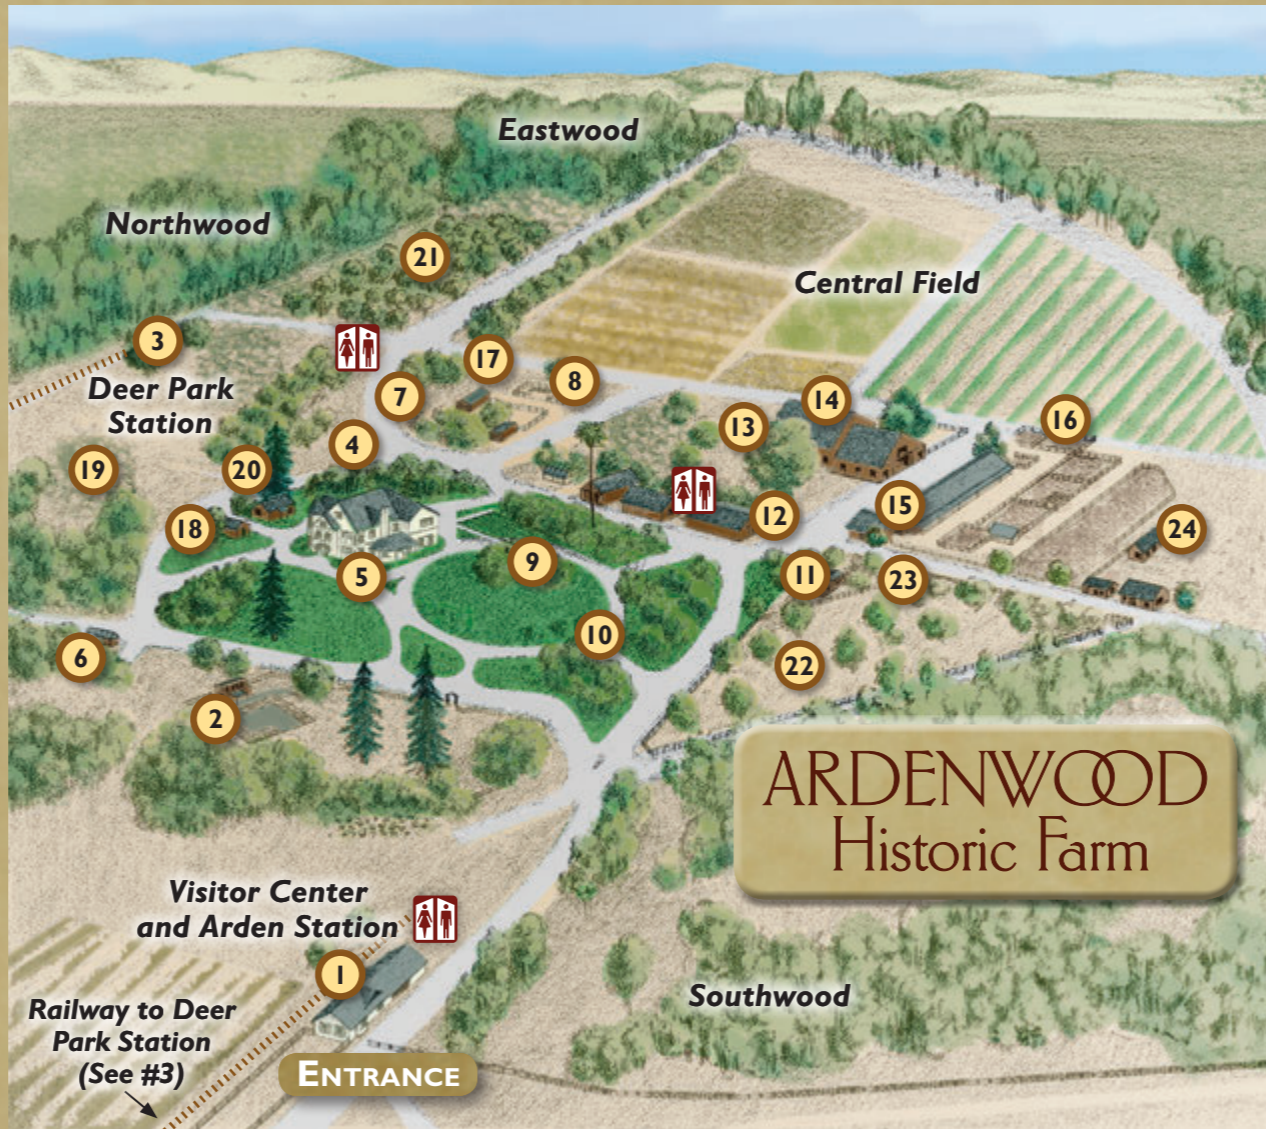 Eastwood
Northwood
21
Central Field
3
Deer Park
Station
17
8
7
14
13
16
4
19
20
18
12
15
24
9
5
11
23
10
6
22
2
ARDENWOOD
Historic Farm
Visitor Center
and Arden Station
1
Southwood
Railway to Deer
Park Station
(See #3)
ENTRANCE